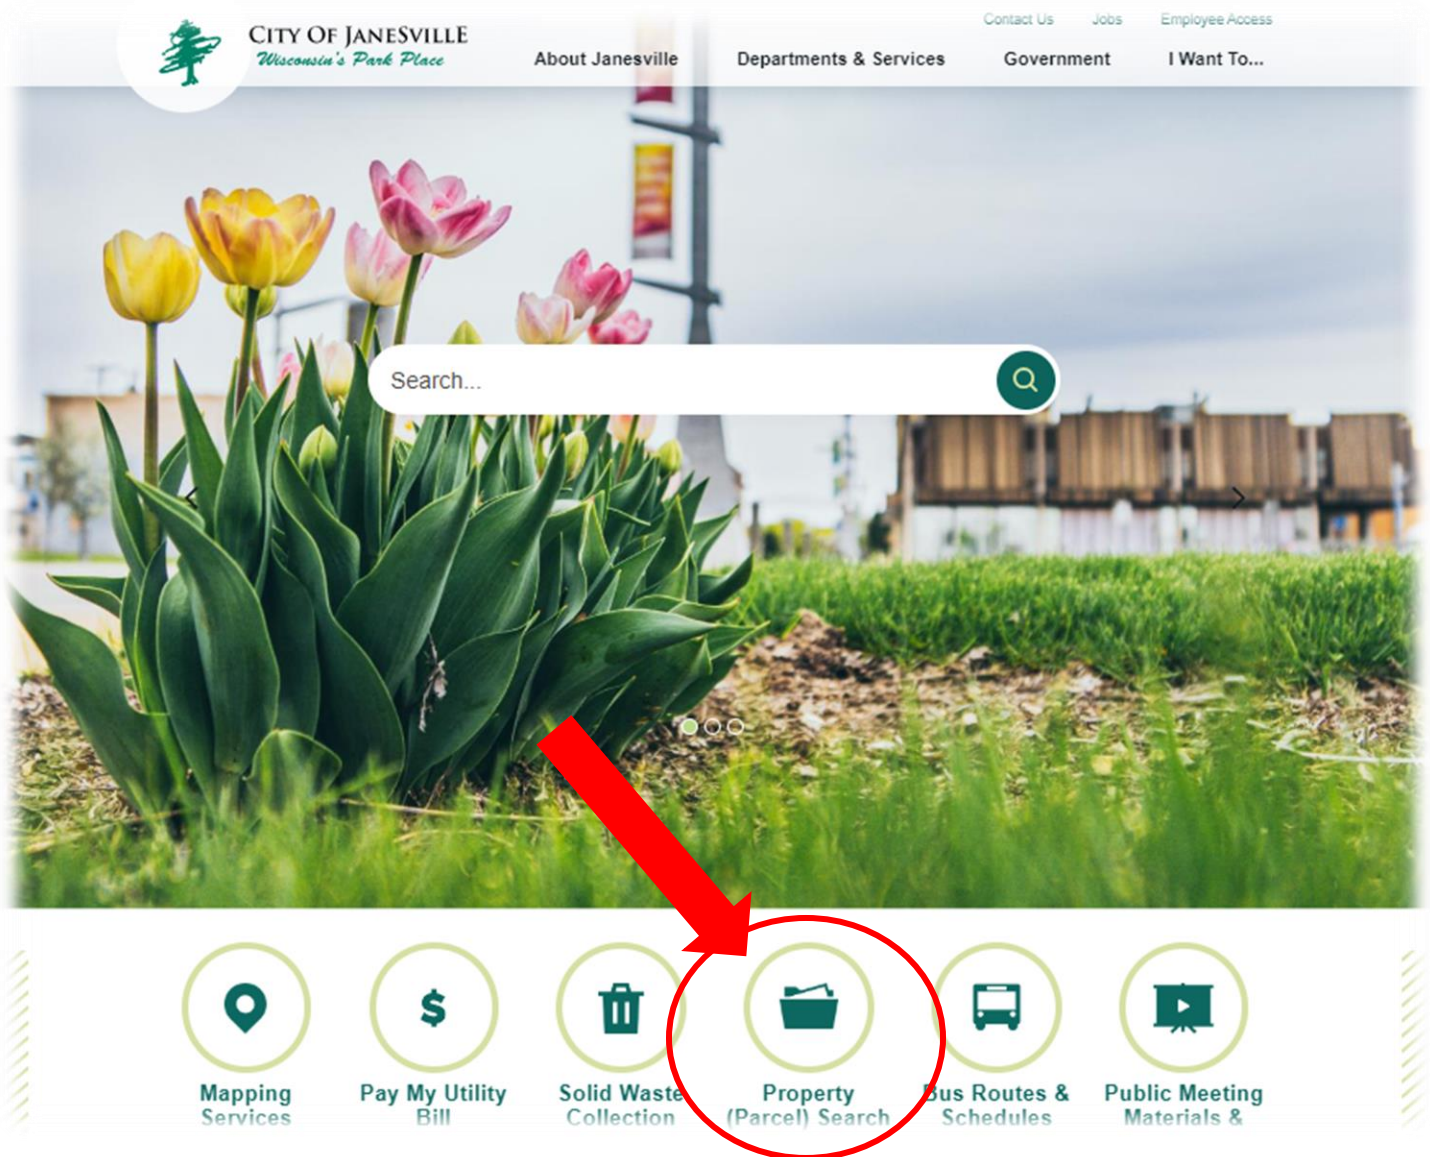 Contact Us Jobs Employee Access
CITY OF JANESVILLE
Wisconsin's Park Place
About Janesville Departments & Services Government I Want To...
Search...
Mapping
Services
Pay My Utility
Bill
Solid Waste
Collection
Property
(Parcel) Search
Bus Routes &
Schedules
Public Meeting
Materials &